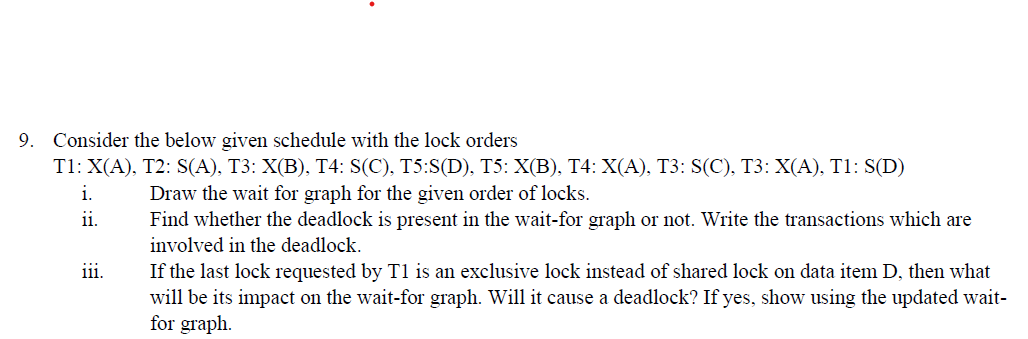 9. Consider the below given schedule with the lock orders
T1: X(A), T2: S(A), T3: X(B), T4: S(C), T5:S(D), T5: X(B), T4: X(A), T3: S(C), T3: X(A), T1: S(D)
i. Draw the wait for graph for the given order of locks.
ii. Find whether the deadlock is present in the wait-for graph or not. Write the transactions which are
involved in the deadlock.
iii. If the last lock requested by T1 is an exclusive lock instead of shared lock on data item D, then what
will be its impact on the wait-for graph. Will it cause a deadlock? If yes, show using the updated wait-
for graph.